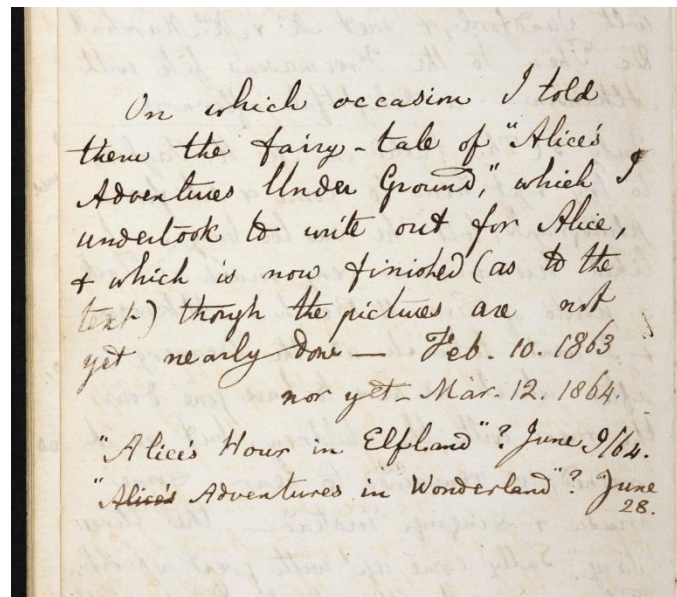 On which occasion I told
them the fairy-tale of "Alice's
Adventures Under Ground," which I
undertook to write out for Alice,
& which is now finished (as to the
text) though the pictures are not
yet nearly done — Feb. 10. 1863
nor yet - Mar. 12. 1864.
"Alice's Hour in Elfland"? June 9/64.
"Alice's Adventures in Wonderland"? June
28.